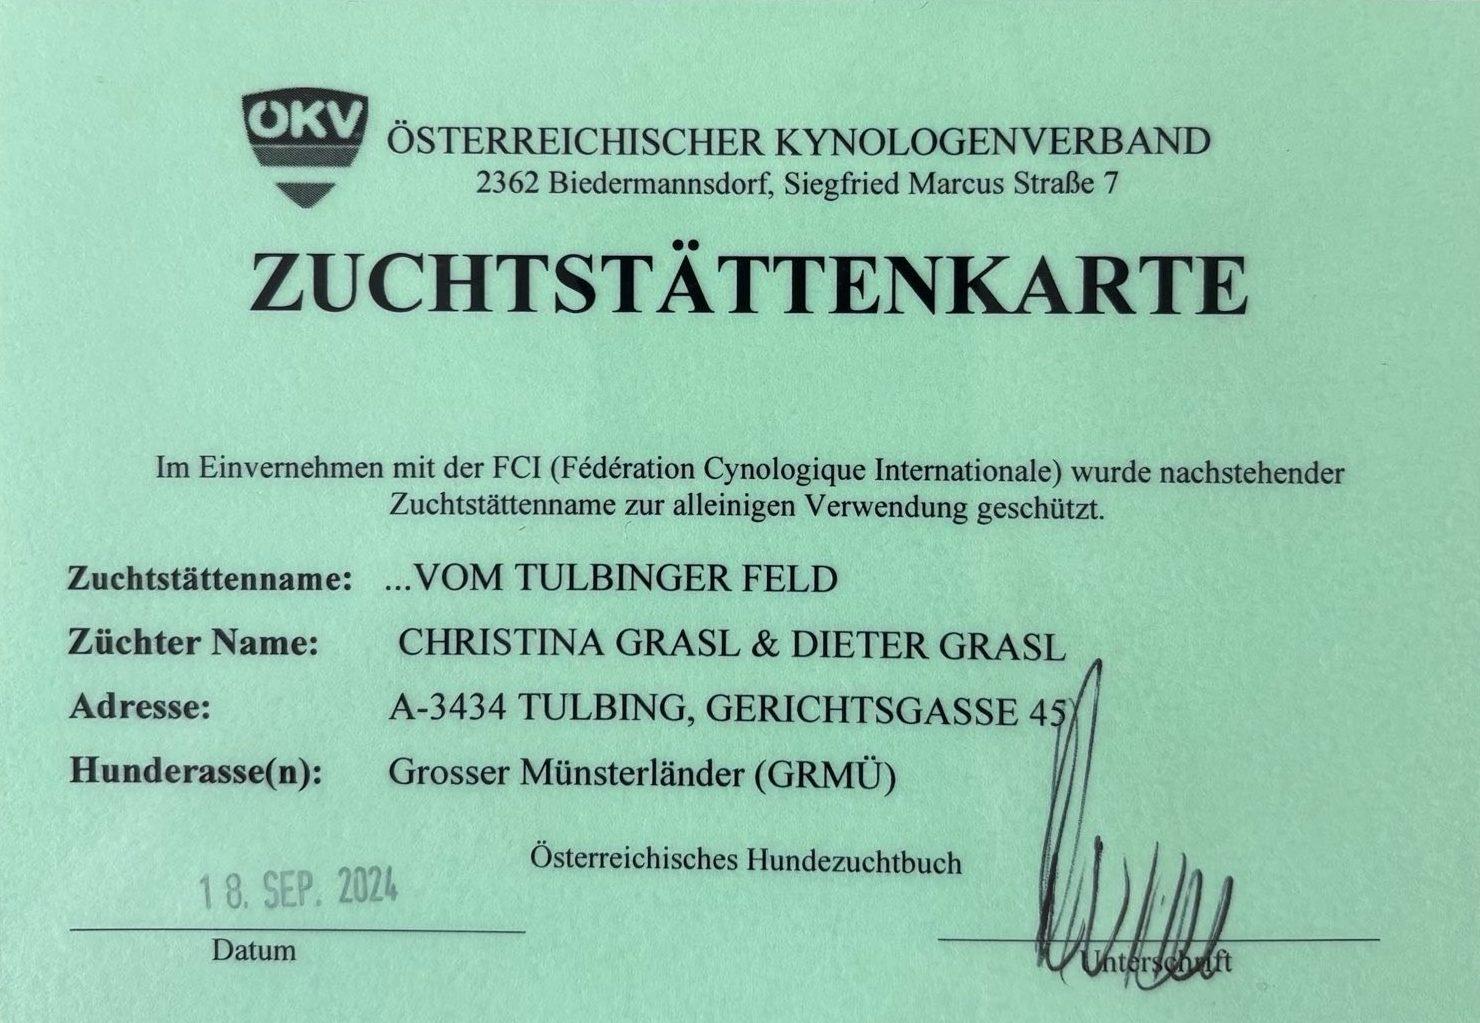 ÖKV
ÖSTERREICHISCHER KYNOLOGENVERBAND
2362 Biedermannsdorf, Siegfried Marcus Straße 7
ZUCHTSTÄTTENKARTE
Im Einvernehmen mit der FCI (Fédération Cynologique Internationale) wurde nachstehender
Zuchtstättenname zur alleinigen Verwendung geschützt.
Zuchtstättenname: ...VOM TULBINGER FELD
Züchter Name: CHRISTINA GRASL & DIETER GRASL
Adresse: A-3434 TULBING, GERICHTSGASSE 45
Hunderasse(n): Grosser Münsterländer (GRMÜ)
Österreichisches Hundezuchtbuch
18. SEP. 2024
Datum
Unterschrift